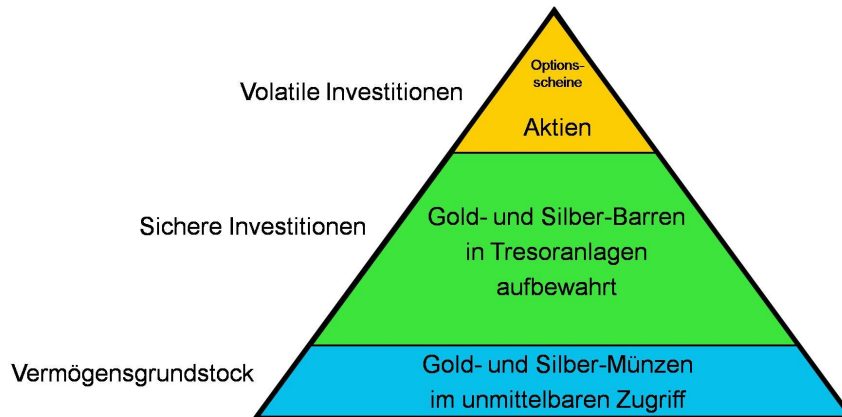 Options-
scheine
Volatile Investitionen
Aktien
Sichere Investitionen
Gold- und Silber-Barren
in Tresoranlagen
aufbewahrt
Vermögensgrundstock
Gold- und Silber-Münzen
im unmittelbaren Zugriff